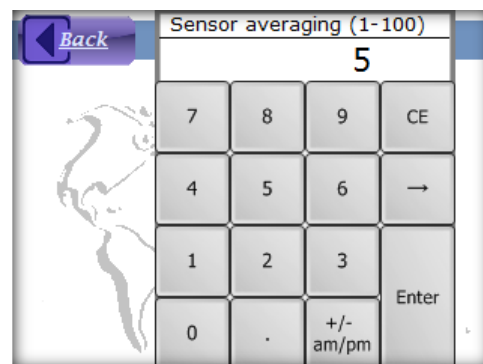 Back
Sensor averaging (1-100)
5
7 8 9 CE
4 5 6 →
1 2 3
Enter
0 . +/-
am/pm